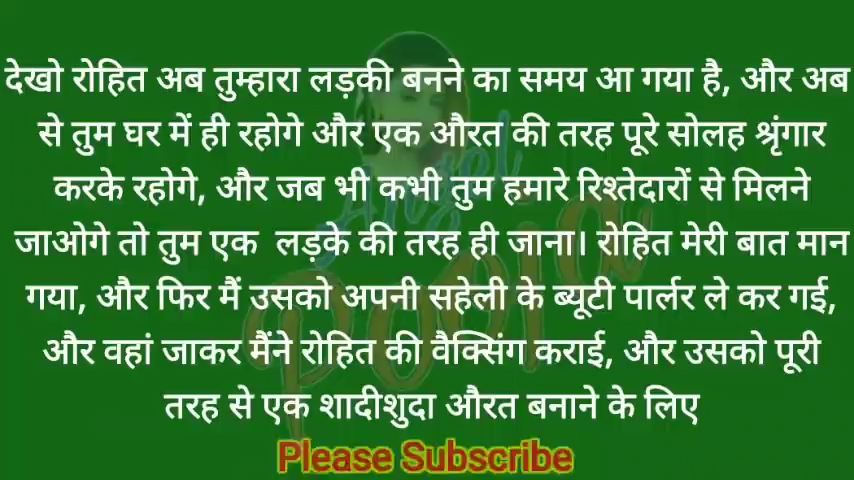 देखो रोहित अब तुम्हारा लड़की बनने का समय आ गया है, और अब
से तुम घर में ही रहोगे और एक औरत की तरह पूरे सोलह श्रृंगार
करके रहोगे, और जब भी कभी तुम हमारे रिश्तेदारों से मिलने
जाओगे तो तुम एक लड़के की तरह ही जाना। रोहित मेरी बात मान
गया, और फिर मैं उसको अपनी सहेली के ब्यूटी पार्लर ले कर गई,
और वहां जाकर मैंने रोहित की वैक्सिंग कराई, और उसको पूरी
तरह से एक शादीशुदा औरत बनाने के लिए
Please Subscribe